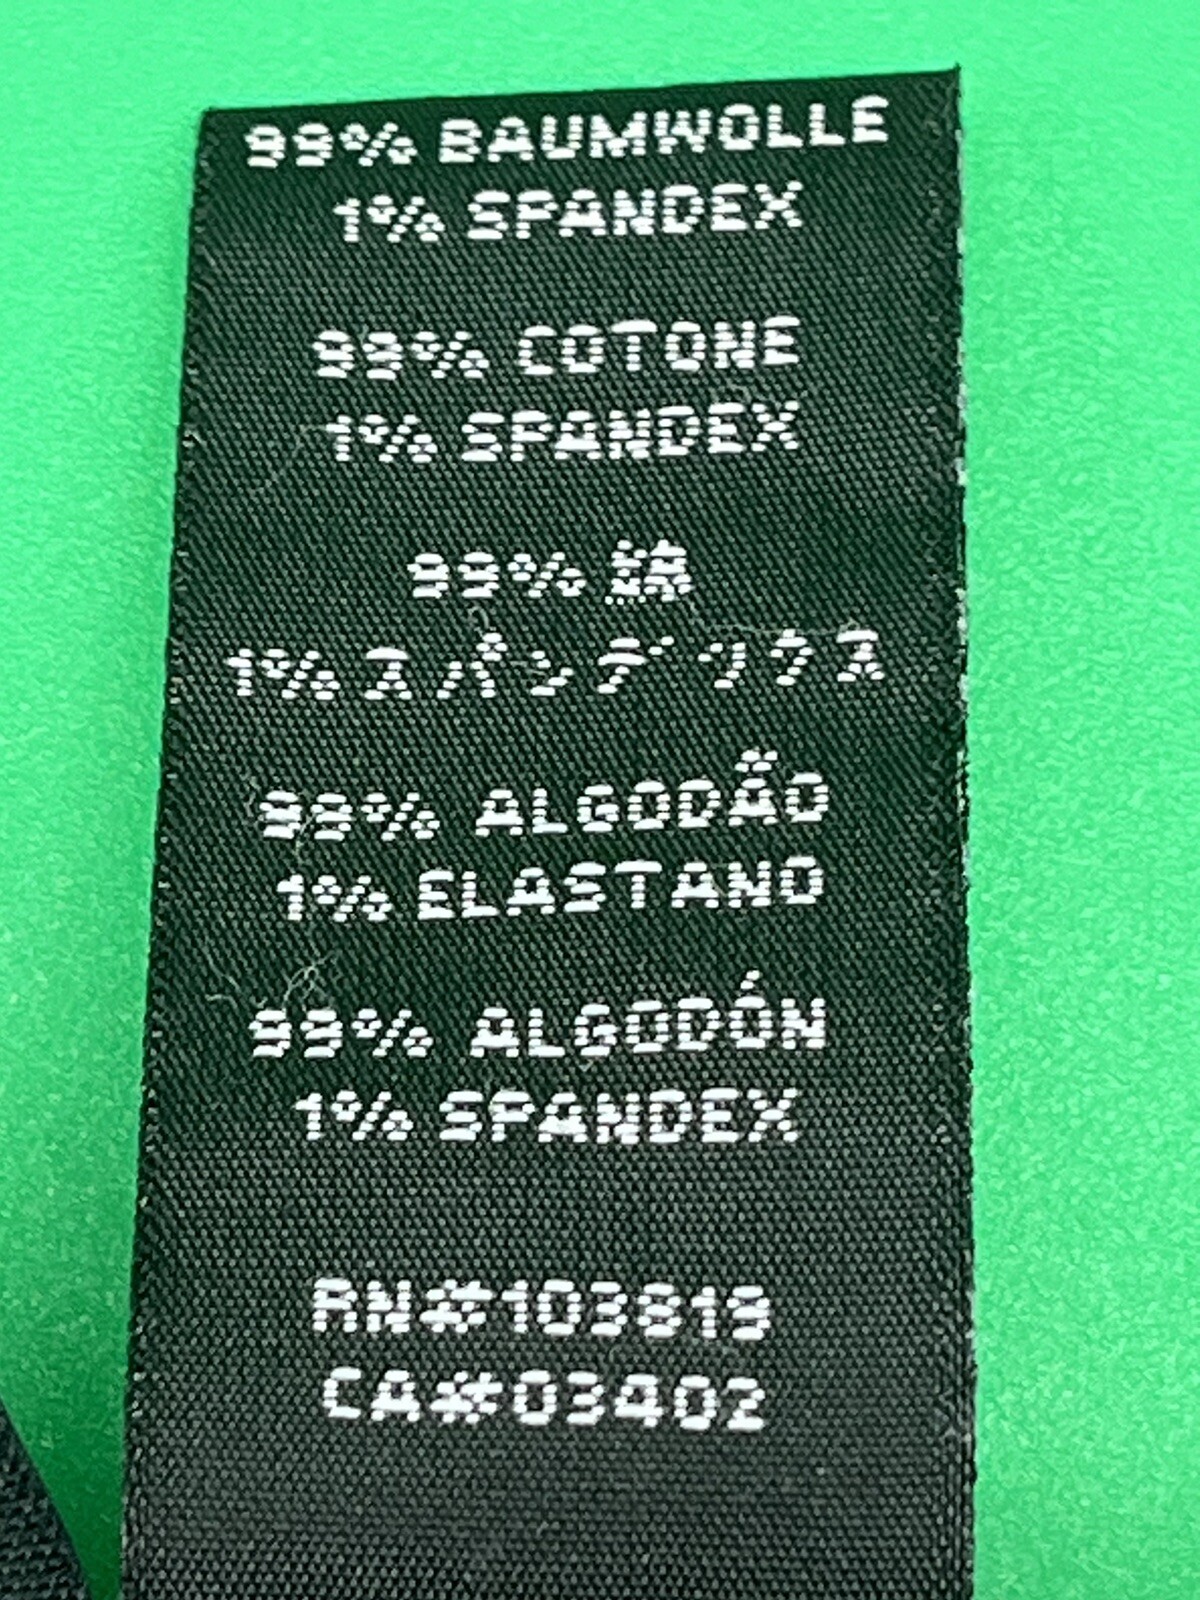 99% BAUMWOLLE
1% SPANDEX
99% COTONE
1% SPANDEX
99% 綿
1% スパンデックス
99% ALGODÃO
1% ELASTANO
99% ALGODÓN
1% SPANDEX
RN#103819
CA#03402